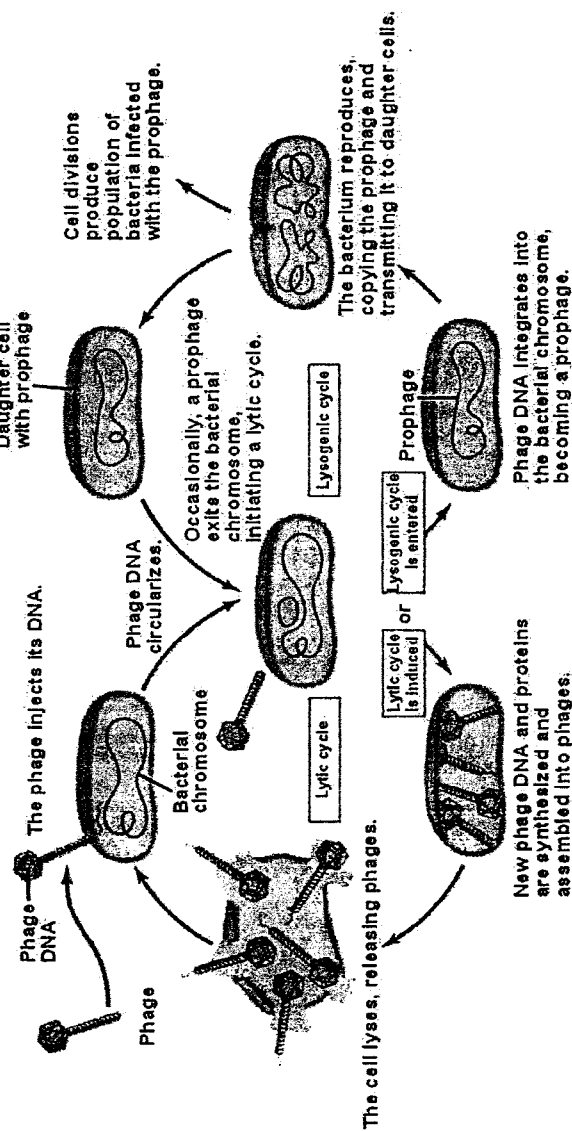 Phage
DNA
The phage injects its DNA.
Phage
Bacterial
chromosome
Phage DNA
circularizes.
Daughter cell
with prophage
Cell divisions
produce
population of
bacteria infected
with the prophage.
Occasionally, a prophage
exits the bacterial
chromosome,
initiating a lytic cycle.
Lytic cycle
Lysogenic cycle
The cell lyses, releasing phages.
The bacterium reproduces,
copying the prophage and
transmitting it to daughter cells.
Lytic cycle
is induced
or
Lysogenic cycle
is entered
Prophage
New phage DNA and proteins
are synthesized and
assembled into phages.
Phage DNA integrates into
the bacterial chromosome,
becoming a prophage.